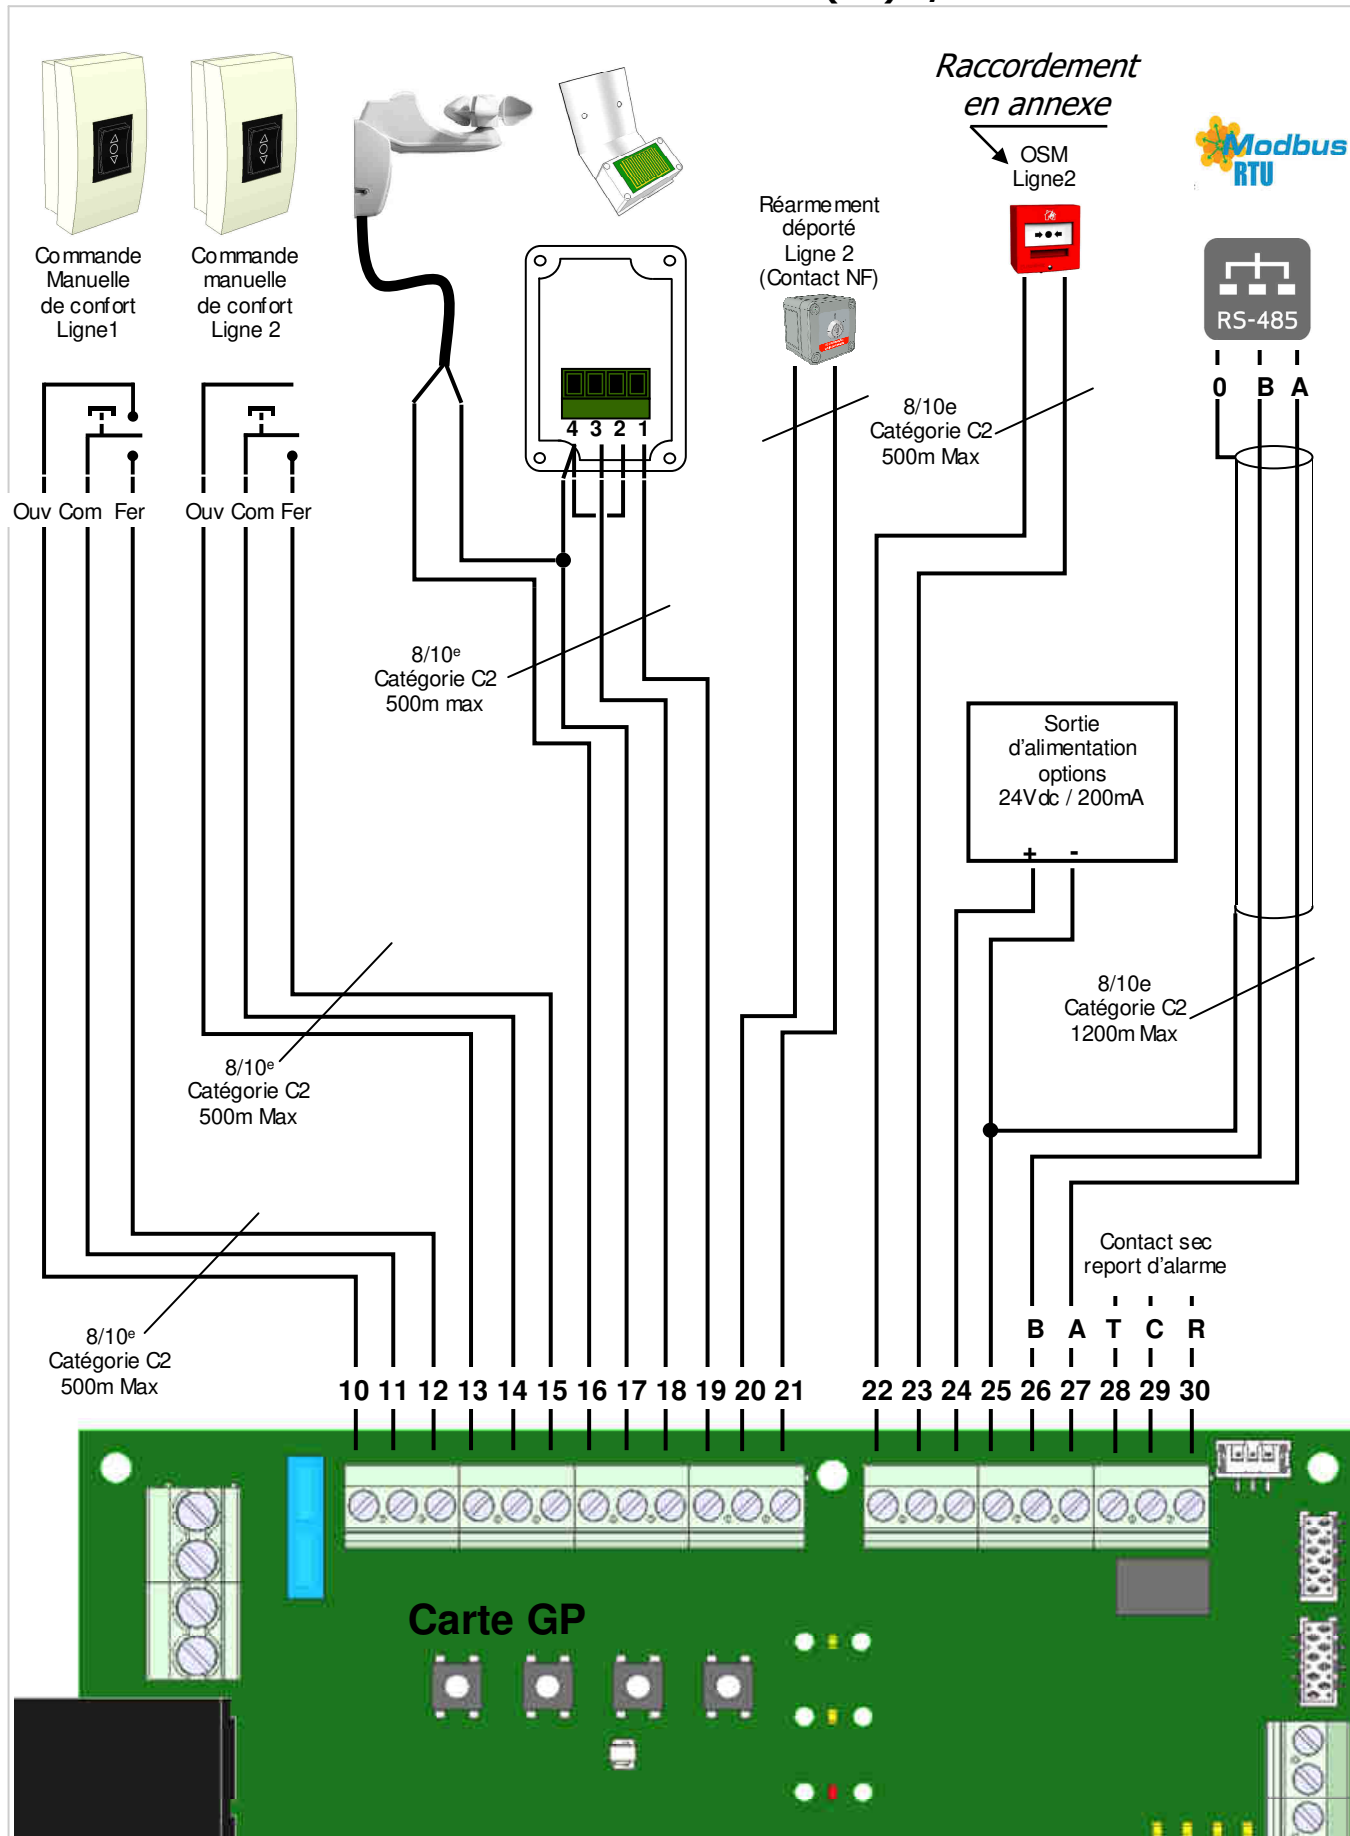 Raccordement
en annexe
OSM
Ligne2
Modbus
RTU
Commande
Manuelle
de confort
Ligne1
Commande
manuelle
de confort
Ligne 2
Réarmement
déporté
Ligne 2
(Contact NF)
RS-485
0 B A
4 3 2 1
8/10e
Catégorie C2
500m Max
Ouv Com Fer
Ouv Com Fer
8/10e
Catégorie C2
500m max
Sortie
d'alimentation
options
24Vdc / 200mA
+ -
8/10e
Catégorie C2
1200m Max
8/10e
Catégorie C2
500m Max
Contact sec
report d'alarme
B A T C R
8/10e
Catégorie C2
500m Max
10 11 12 13 14 15 16 17 18 19 20 21 22 23 24 25 26 27 28 29 30
Carte GP